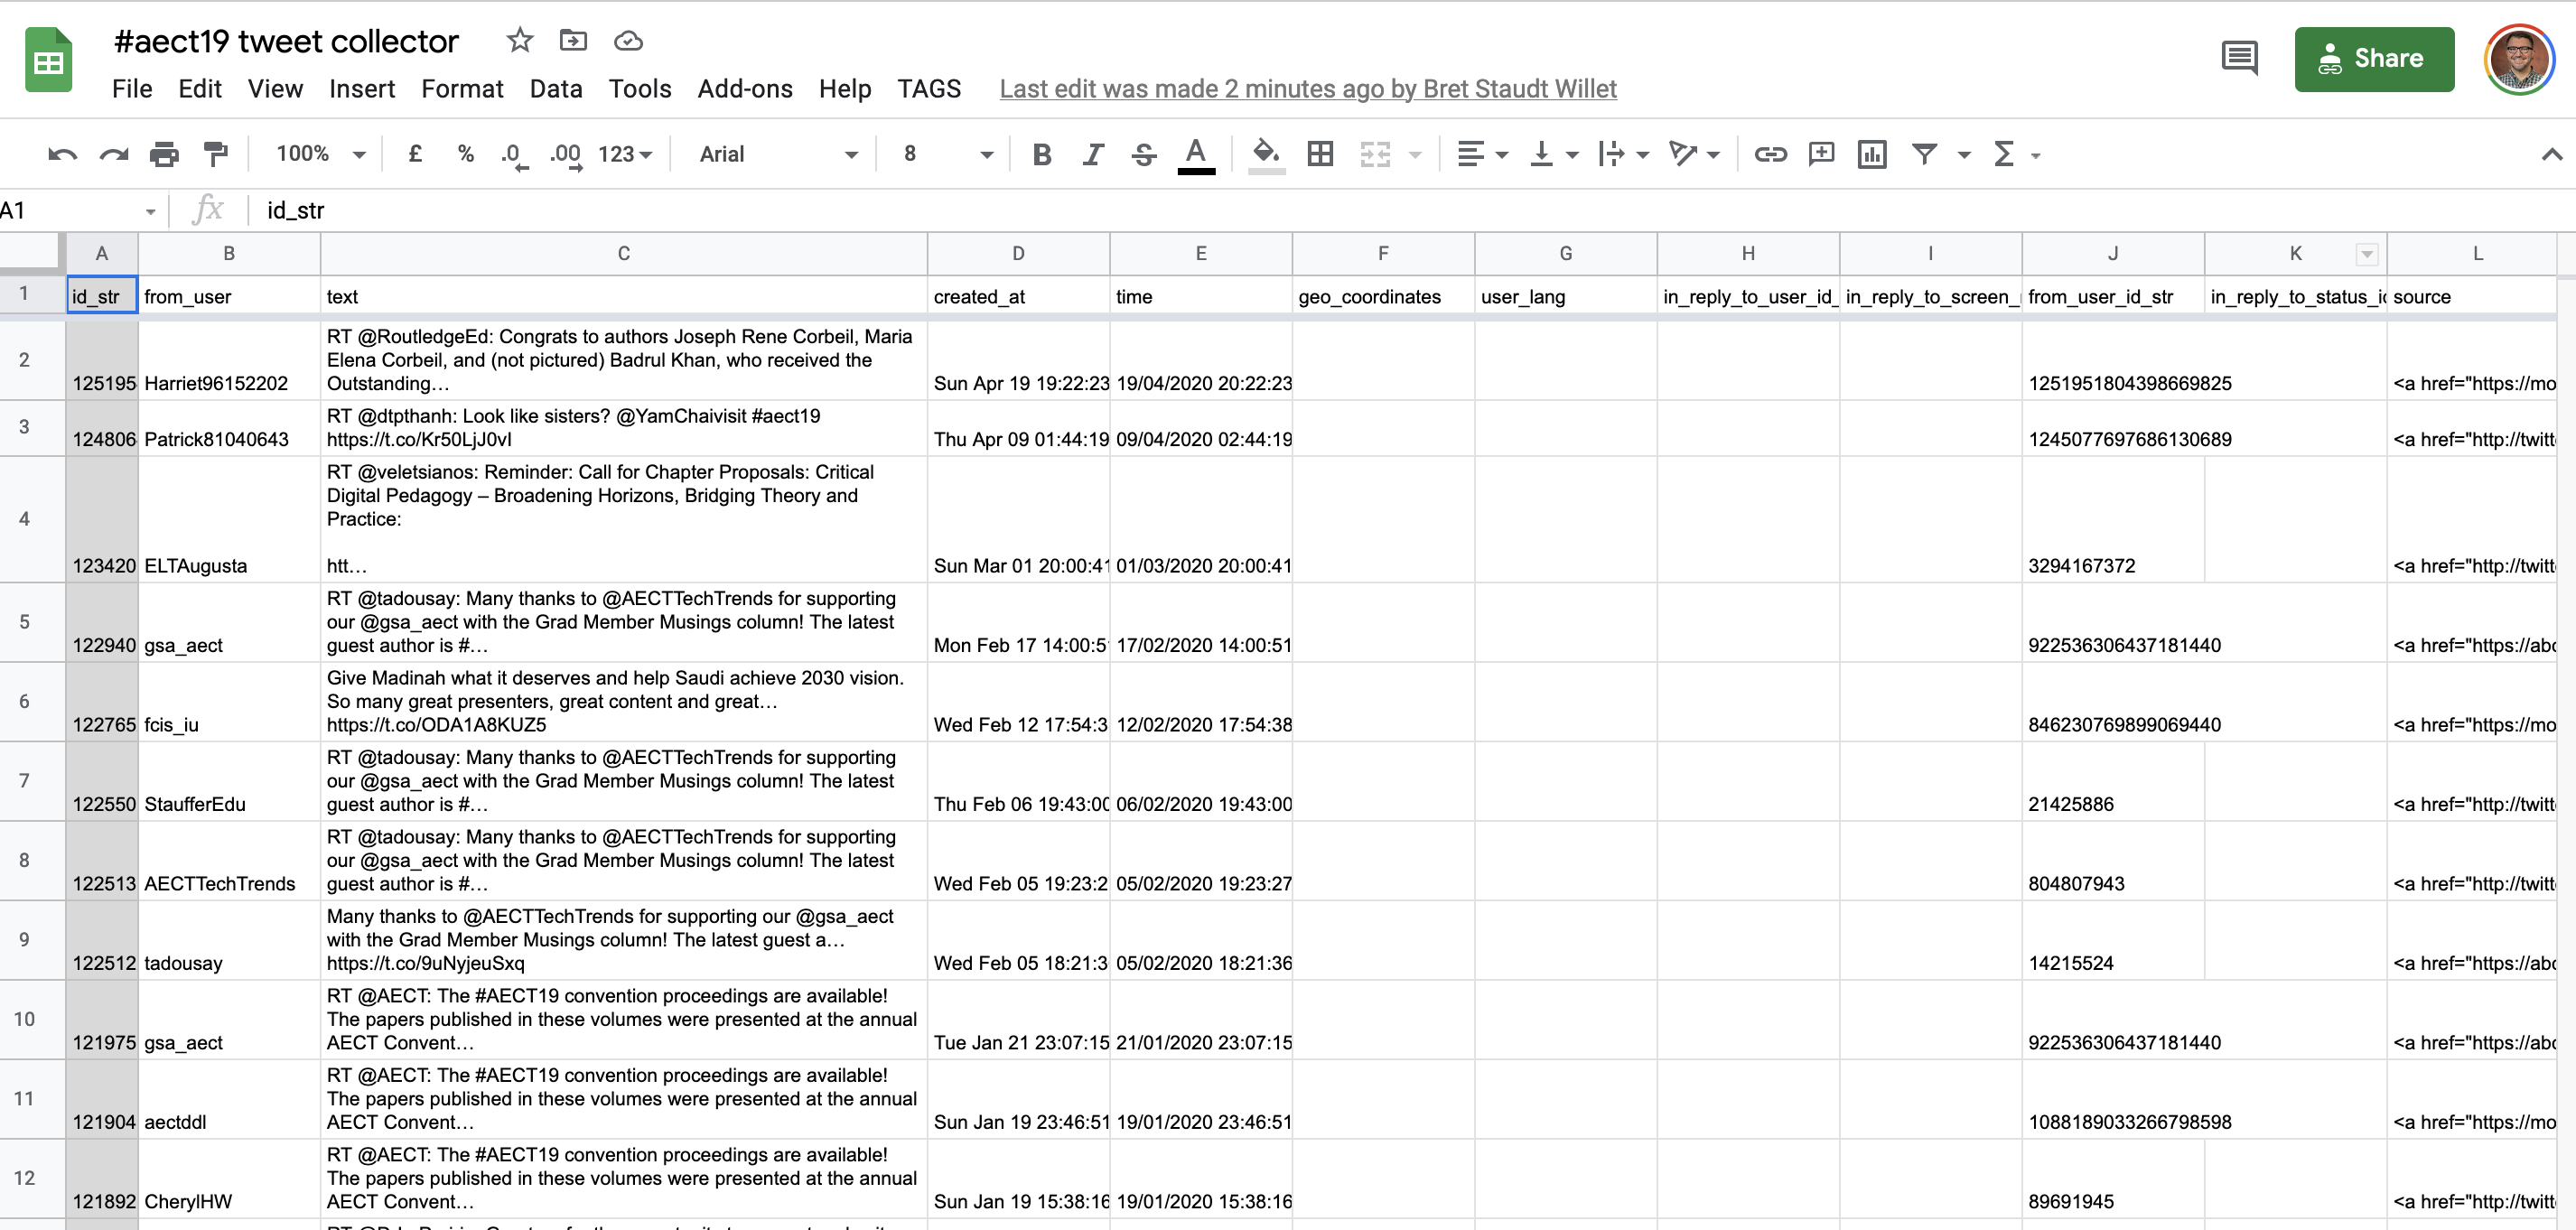 #aect19 tweet collector
File Edit View Insert Format Data Tools Add-ons Help TAGS Last edit was made 2 minutes ago by Bret Staudt Willet
Share
100% £ % .0 .00 123 Arial 8 B I S A Σ
A1 fx id_str
A B C D E F G H I J K L
1 id_str from_user text created_at time geo_coordinates user_lang in_reply_to_user_id_ in_reply_to_screen_ from_user_id_str in_reply_to_status_i source
RT @RoutledgeEd: Congrats to authors Joseph Rene Corbeil, Maria
Elena Corbeil, and (not pictured) Badrul Khan, who received the
Outstanding…
2 125195 Harriet96152202 Sun Apr 19 19:22:23 19/04/2020 20:22:23 1251951804398669825 <a href="https://mo
RT @dtpthanh: Look like sisters? @YamChaivisit #aect19
https://t.co/Kr50LjJ0vI
3 124806 Patrick81040643 Thu Apr 09 01:44:19 09/04/2020 02:44:19 1245077697686130689 <a href="http://twitt
RT @veletsianos: Reminder: Call for Chapter Proposals: Critical
Digital Pedagogy – Broadening Horizons, Bridging Theory and
Practice:
htt…
4 123420 ELTAugusta Sun Mar 01 20:00:41 01/03/2020 20:00:41 3294167372 <a href="http://twitt
RT @tadousay: Many thanks to @AECTTechTrends for supporting
our @gsa_aect with the Grad Member Musings column! The latest
guest author is #…
5 122940 gsa_aect Mon Feb 17 14:00:5 17/02/2020 14:00:51 922536306437181440 <a href="https://abo
Give Madinah what it deserves and help Saudi achieve 2030 vision.
So many great presenters, great content and great…
https://t.co/ODA1A8KUZ5
6 122765 fcis_iu Wed Feb 12 17:54:3 12/02/2020 17:54:38 846230769899069440 <a href="https://mo
RT @tadousay: Many thanks to @AECTTechTrends for supporting
our @gsa_aect with the Grad Member Musings column! The latest
guest author is #…
7 122550 StaufferEdu Thu Feb 06 19:43:00 06/02/2020 19:43:00 21425886 <a href="http://twitt
RT @tadousay: Many thanks to @AECTTechTrends for supporting
our @gsa_aect with the Grad Member Musings column! The latest
guest author is #…
8 122513 AECTTechTrends Wed Feb 05 19:23:2 05/02/2020 19:23:27 804807943 <a href="http://twitt
Many thanks to @AECTTechTrends for supporting our @gsa_aect
with the Grad Member Musings column! The latest guest a…
https://t.co/9uNyjeuSxq
9 122512 tadousay Wed Feb 05 18:21:3 05/02/2020 18:21:36 14215524 <a href="https://abo
RT @AECT: The #AECT19 convention proceedings are available!
The papers published in these volumes were presented at the annual
AECT Convent…
10 121975 gsa_aect Tue Jan 21 23:07:15 21/01/2020 23:07:15 922536306437181440 <a href="https://abo
RT @AECT: The #AECT19 convention proceedings are available!
The papers published in these volumes were presented at the annual
AECT Convent…
11 121904 aectddl Sun Jan 19 23:46:51 19/01/2020 23:46:51 1088189033266798598 <a href="https://mo
RT @AECT: The #AECT19 convention proceedings are available!
The papers published in these volumes were presented at the annual
AECT Convent…
12 121892 CherylHW Sun Jan 19 15:38:16 19/01/2020 15:38:16 89691945 <a href="http://twitt